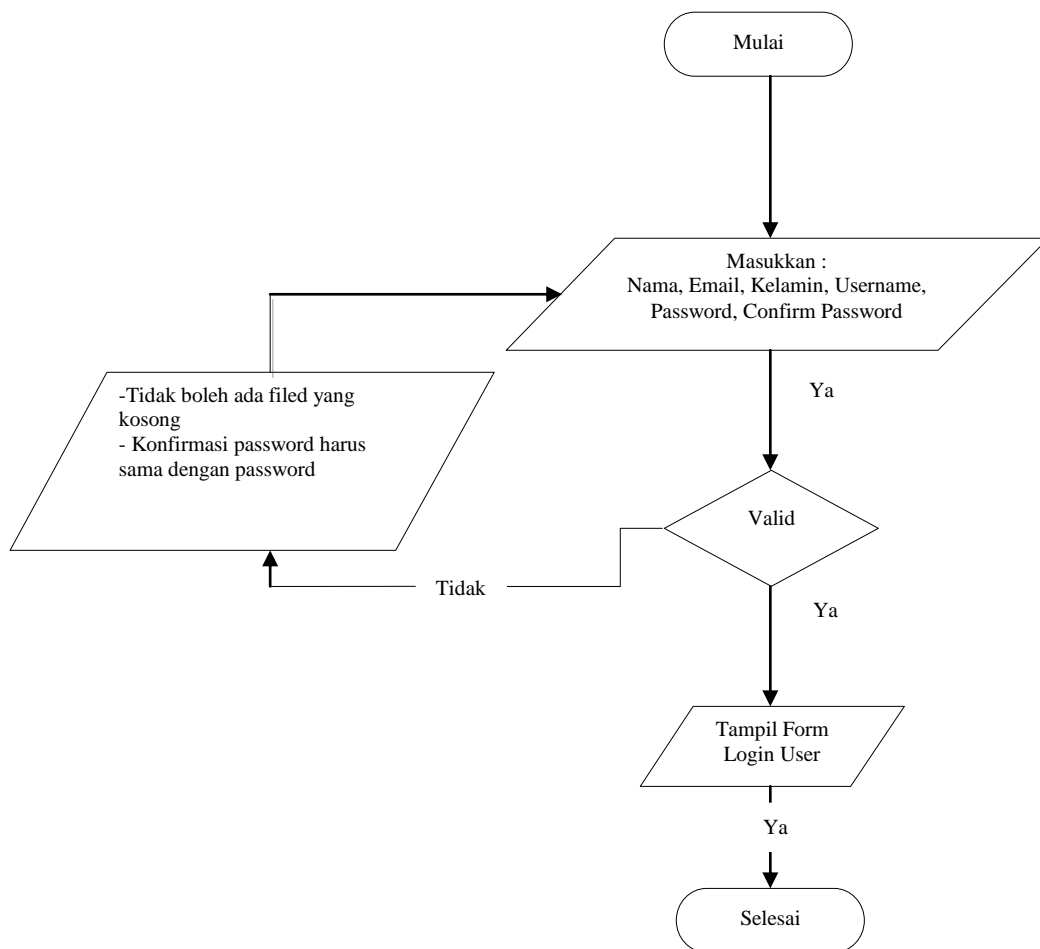 Mulai
Masukkan :
Nama, Email, Kelamin, Username,
Password, Confirm Password
-Tidak boleh ada filed yang
kosong
- Konfirmasi password harus
sama dengan password
Ya
Valid
Tidak
Ya
Tampil Form
Login User
Ya
Selesai